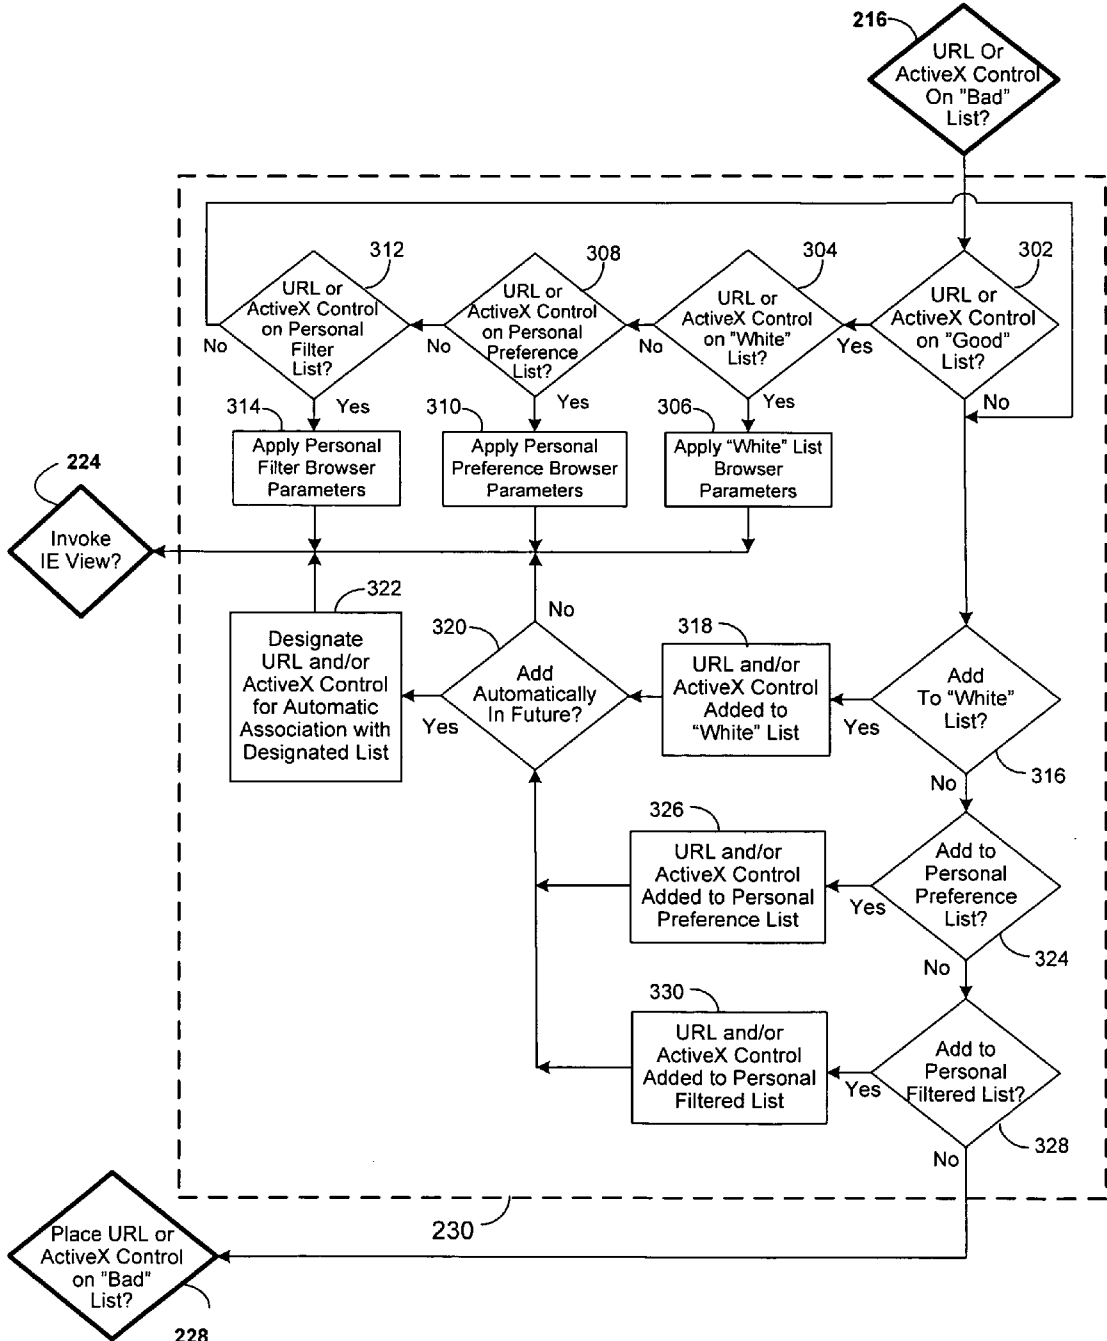 216
URL Or
ActiveX Control
On "Bad"
List?
312
308
304
302
URL or
ActiveX Control
on Personal
Filter
List?
URL or
ActiveX Control
on Personal
Preference
List?
URL or
ActiveX Control
on "White"
List?
URL or
ActiveX Control
on "Good"
List?
No
No
No
Yes
Yes
Yes
Yes
No
314
310
306
Apply Personal
Filter Browser
Parameters
Apply Personal
Preference Browser
Parameters
Apply “White” List
Browser
Parameters
224
Invoke
IE View?
322
320
No
318
Designate
URL and/or
ActiveX Control
for Automatic
Association with
Designated List
Yes
Add
Automatically
In Future?
URL and/or
ActiveX Control
Added to
“White” List
Yes
Add
To “White”
List?
316
No
326
URL and/or
ActiveX Control
Added to Personal
Preference List
Yes
Add to
Personal
Preference
List?
324
No
330
URL and/or
ActiveX Control
Added to Personal
Filtered List
Yes
Add to
Personal
Filtered List?
328
No
230
Place URL or
ActiveX Control
on "Bad"
List?
228